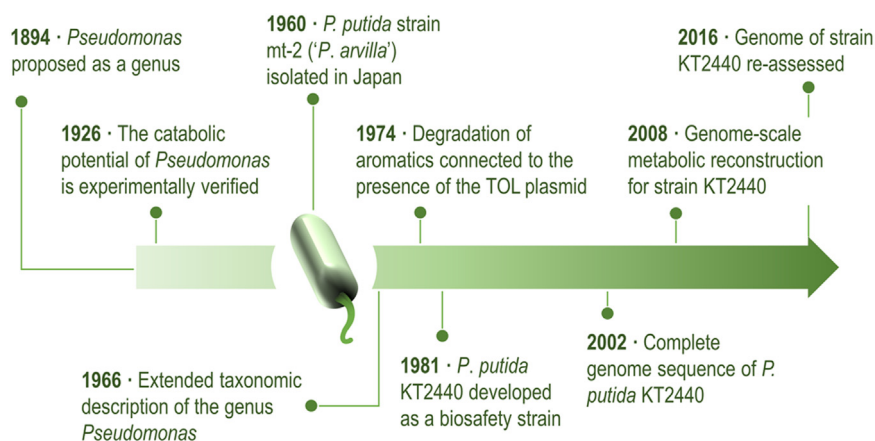 1894 · Pseudomonas
proposed as a genus
1926 · The catabolic
potential of Pseudomonas
is experimentally verified
1960 · P. putida strain
mt-2 (‘P. arvilla’)
isolated in Japan
1966 · Extended taxonomic
description of the genus
Pseudomonas
1974 · Degradation of
aromatics connected to the
presence of the TOL plasmid
1981 · P. putida
KT2440 developed
as a biosafety strain
2002 · Complete
genome sequence of P.
putida KT2440
2008 · Genome-scale
metabolic reconstruction
for strain KT2440
2016 · Genome of strain
KT2440 re-assessed